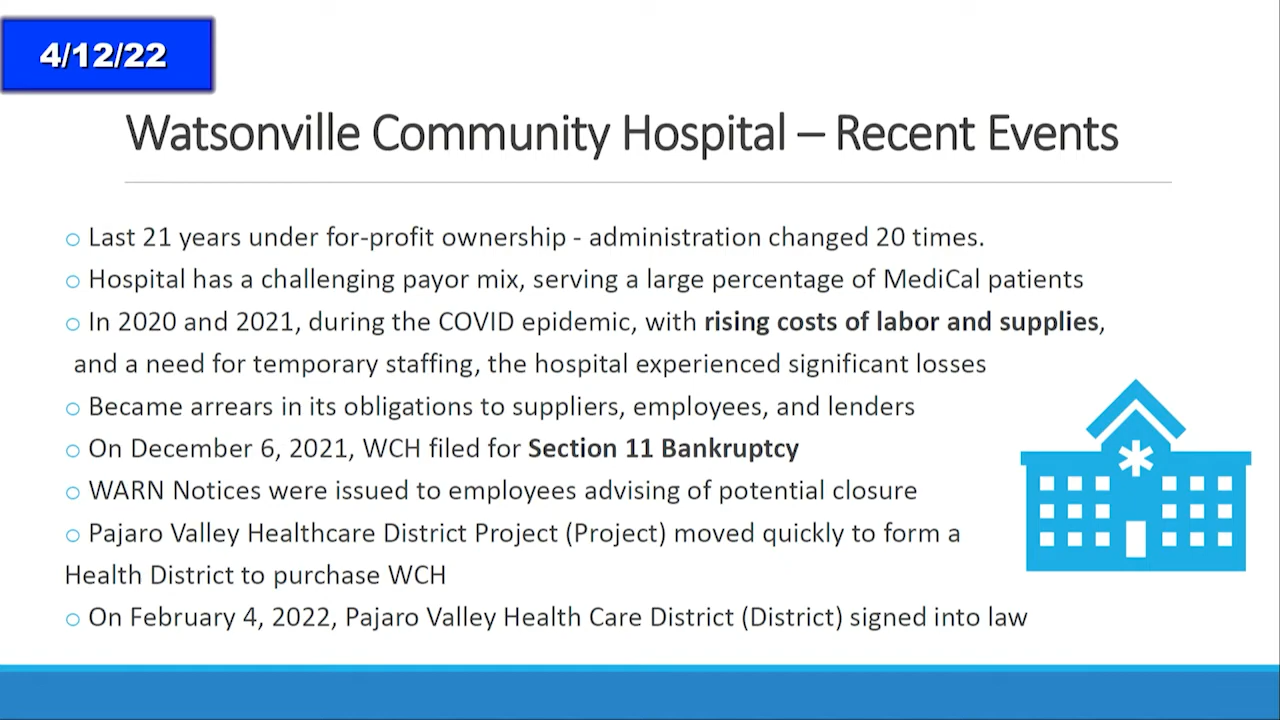 4/12/22
Watsonville Community Hospital – Recent Events
o Last 21 years under for-profit ownership - administration changed 20 times.
o Hospital has a challenging payor mix, serving a large percentage of MediCal patients
o In 2020 and 2021, during the COVID epidemic, with rising costs of labor and supplies,
and a need for temporary staffing, the hospital experienced significant losses
o Became arrears in its obligations to suppliers, employees, and lenders
o On December 6, 2021, WCH filed for Section 11 Bankruptcy
o WARN Notices were issued to employees advising of potential closure
o Pajaro Valley Healthcare District Project (Project) moved quickly to form a
Health District to purchase WCH
o On February 4, 2022, Pajaro Valley Health Care District (District) signed into law